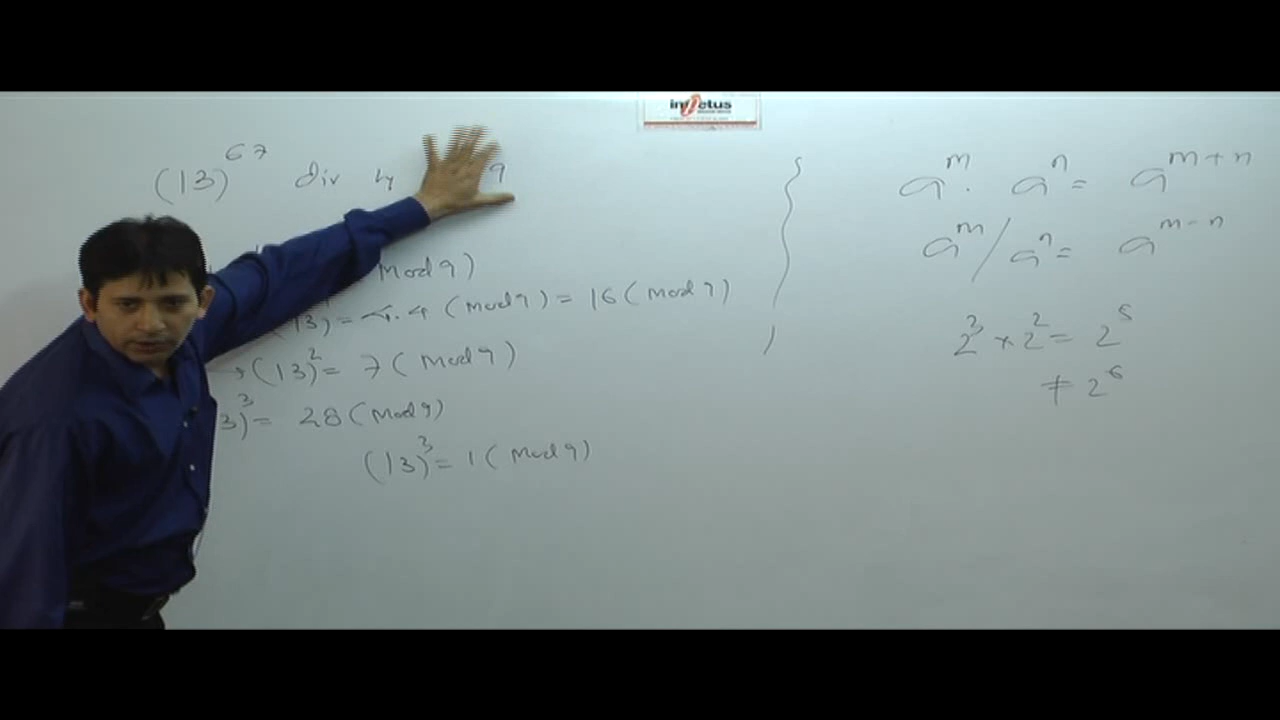 (13)^67 div by 9
Mod 9)
(13)^2 = 4.4 (Mod 9) = 16 (Mod 9)
(13)^2 = 7 (Mod 9)
3)^3 = 28 (Mod 9)
(13)^3 = 1 (Mod 9)
a^m . a^n = a^m+n
a^m / a^n = a^m-n
2^3 × 2^2 = 2^5
≠ 2^6